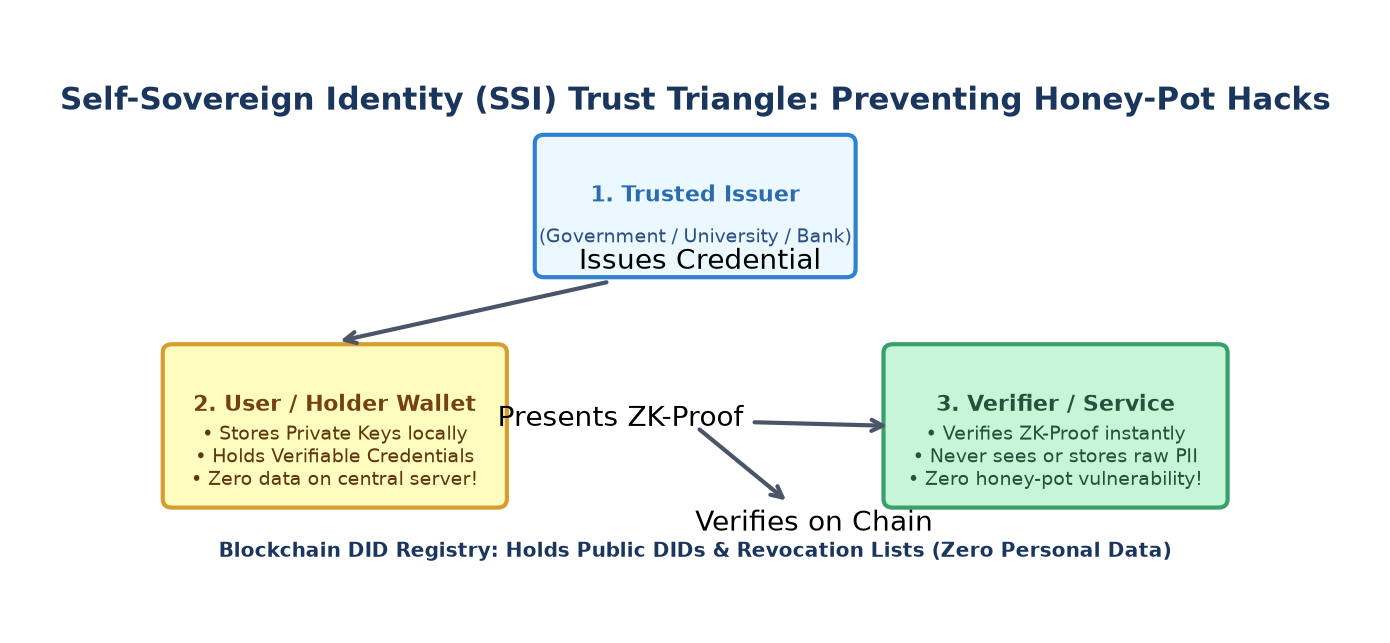 Self-Sovereign Identity (SSI) Trust Triangle: Preventing Honey-Pot Hacks
1. Trusted Issuer
(Government / University / Bank)
Issues Credential
2. User / Holder Wallet
• Stores Private Keys locally
• Holds Verifiable Credentials
• Zero data on central server!
Presents ZK-Proof
3. Verifier / Service
• Verifies ZK-Proof instantly
• Never sees or stores raw PII
• Zero honey-pot vulnerability!
Verifies on Chain
Blockchain DID Registry: Holds Public DIDs & Revocation Lists (Zero Personal Data)